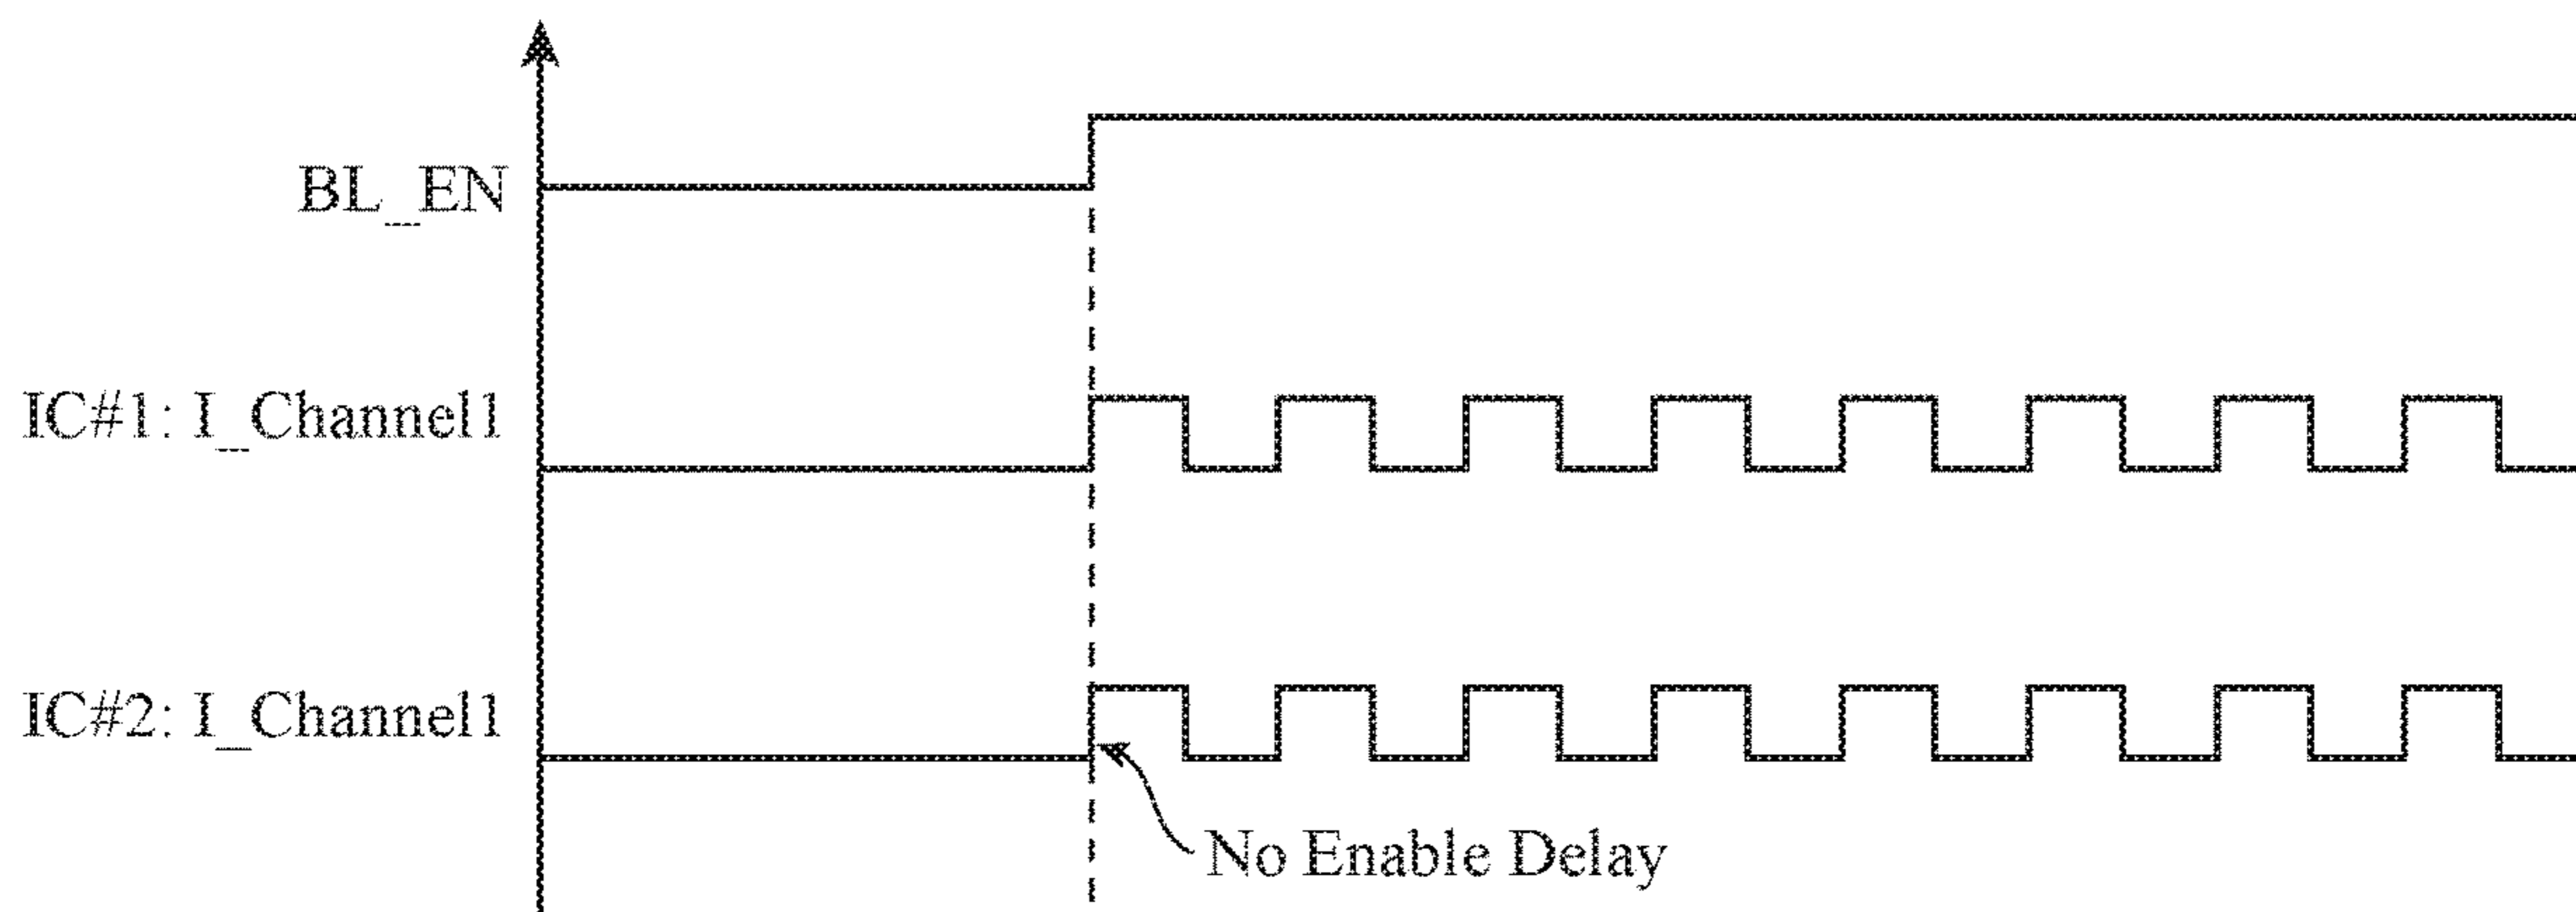 BL_EN
IC#1: I_Channel1
IC#2: I_Channel1
No Enable Delay